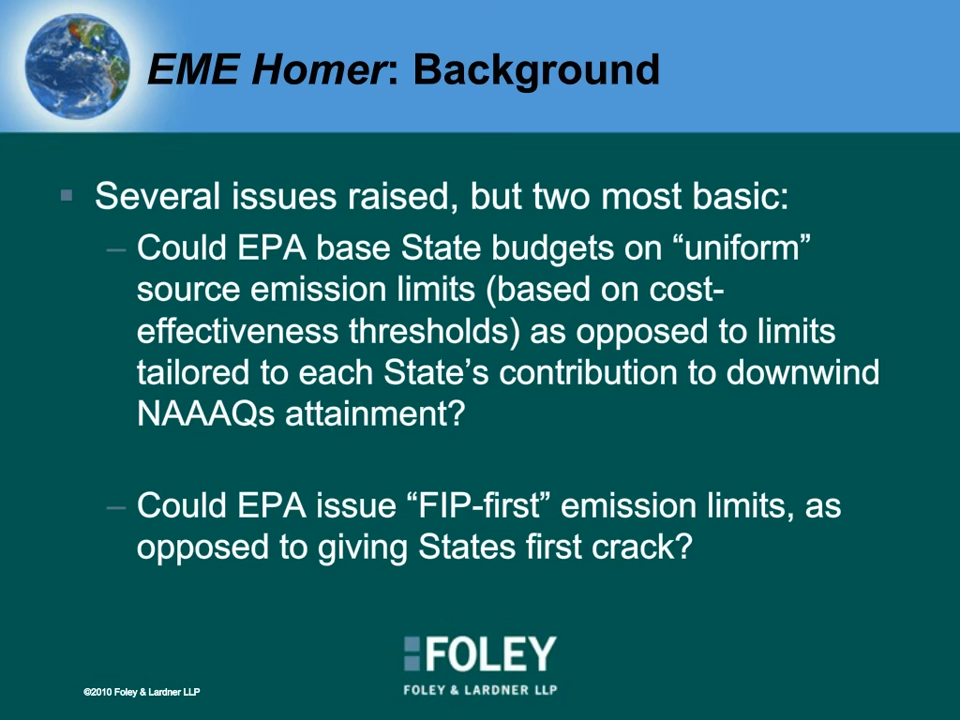 EME Homer: Background
▪ Several issues raised, but two most basic:
– Could EPA base State budgets on “uniform”
source emission limits (based on cost-
effectiveness thresholds) as opposed to limits
tailored to each State’s contribution to downwind
NAAAQs attainment?
– Could EPA issue “FIP-first” emission limits, as
opposed to giving States first crack?
FOLEY
FOLEY & LARDNER LLP
©2010 Foley & Lardner LLP